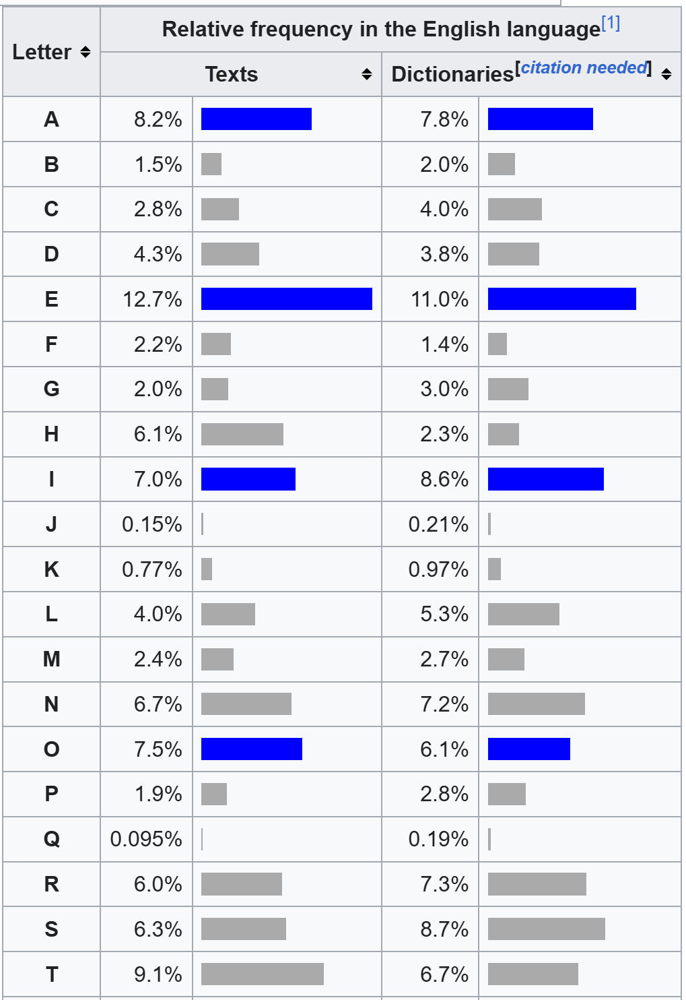 Letter
Relative frequency in the English language[1]
Texts
Dictionaries[citation needed]
A 8.2% 7.8%
B 1.5% 2.0%
C 2.8% 4.0%
D 4.3% 3.8%
E 12.7% 11.0%
F 2.2% 1.4%
G 2.0% 3.0%
H 6.1% 2.3%
I 7.0% 8.6%
J 0.15% 0.21%
K 0.77% 0.97%
L 4.0% 5.3%
M 2.4% 2.7%
N 6.7% 7.2%
O 7.5% 6.1%
P 1.9% 2.8%
Q 0.095% 0.19%
R 6.0% 7.3%
S 6.3% 8.7%
T 9.1% 6.7%